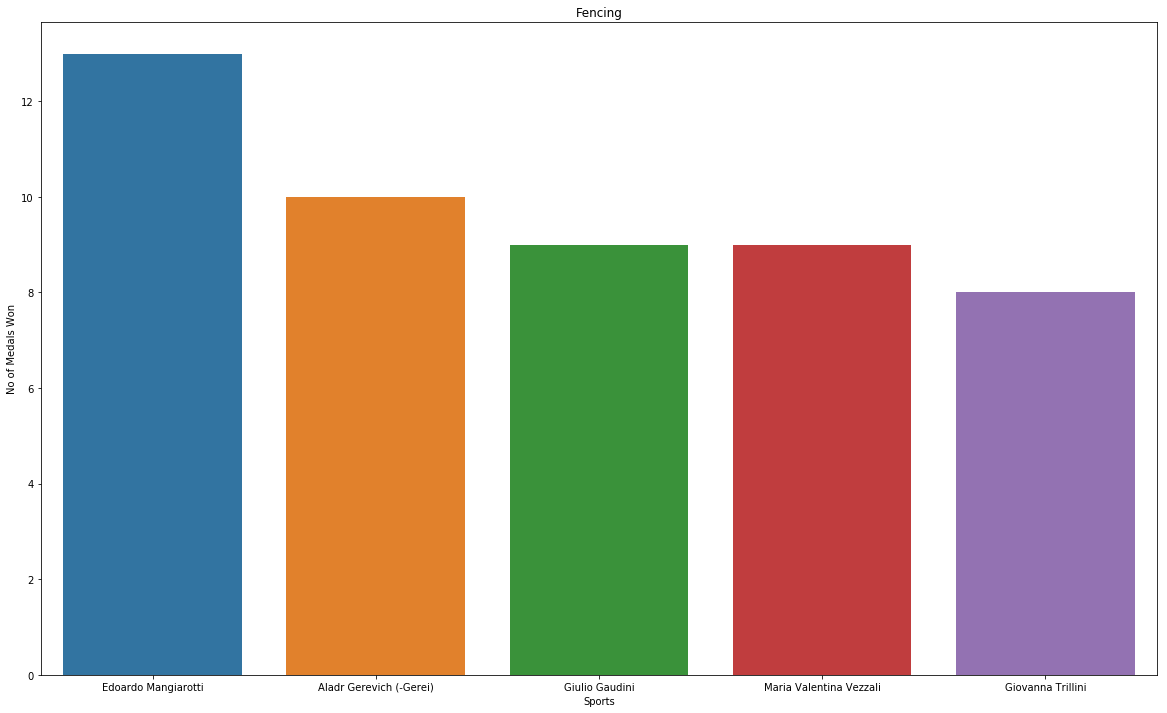 Fencing
No of Medals Won
12
10
8
6
4
2
0
Edoardo Mangiarotti
Aladr Gerevich (-Gerei)
Giulio Gaudini
Maria Valentina Vezzali
Giovanna Trillini
Sports